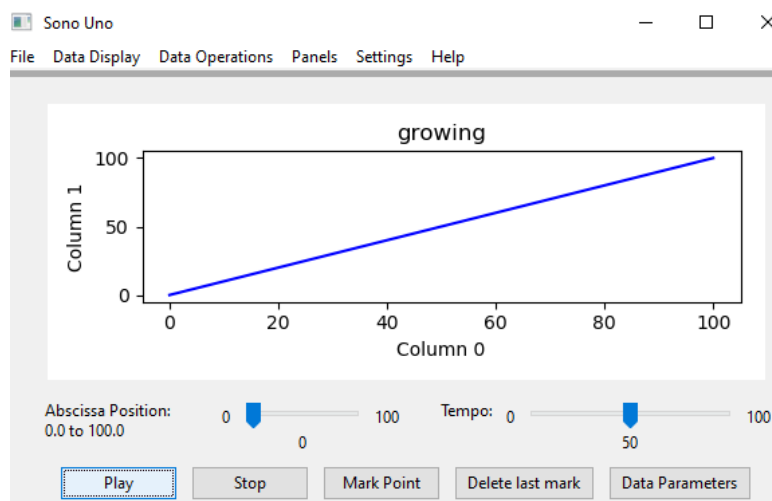 Sono Uno
File Data Display Data Operations Panels Settings Help
growing
Column 1
100
50
0
0 20 40 60 80 100
Column 0
Abscissa Position: 0 100 Tempo: 0 100
0.0 to 100.0
0 50
Play Stop Mark Point Delete last mark Data Parameters